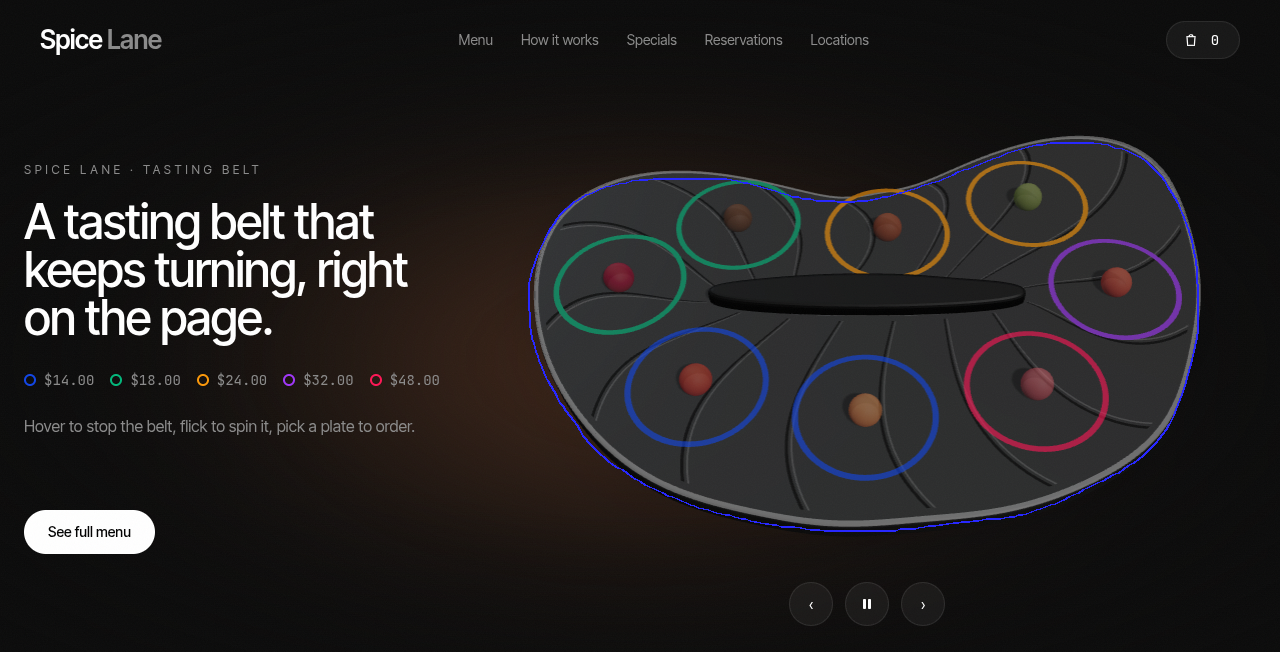 Spice Lane
Menu How it works Specials Reservations Locations
0
SPICE LANE · TASTING BELT
A tasting belt that
keeps turning, right
on the page.
$14.00 $18.00 $24.00 $32.00 $48.00
Hover to stop the belt, flick to spin it, pick a plate to order.
See full menu